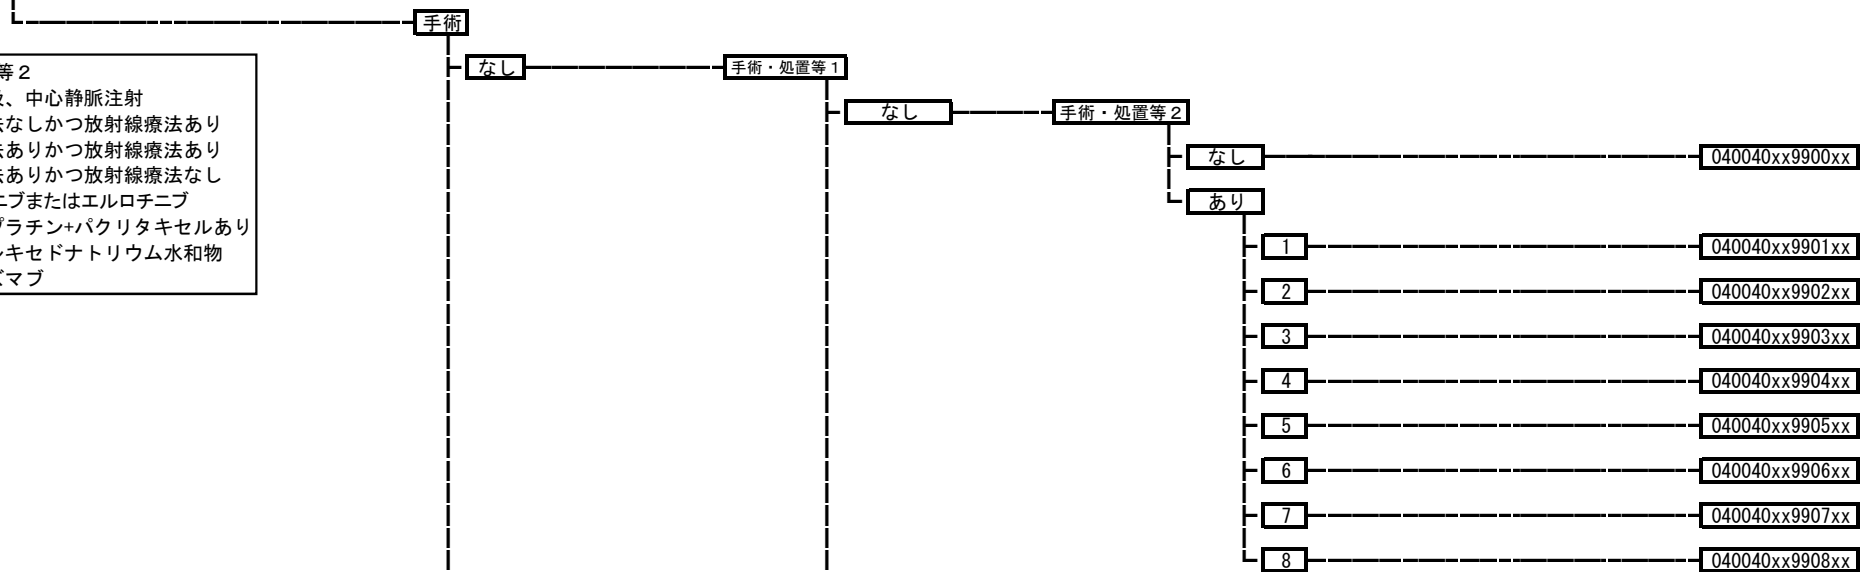 手術
等２
、中心静脈注射
なしかつ放射線療法あり
ありかつ放射線療法あり
ありかつ放射線療法なし
ニブまたはエルロチニブ
プラチン+パクリタキセルあり
キセドナトリウム水和物
ズマブ
なし
手術・処置等１
なし
手術・処置等２
なし
040040xx9900xx
あり
1
040040xx9901xx
2
040040xx9902xx
3
040040xx9903xx
4
040040xx9904xx
5
040040xx9905xx
6
040040xx9906xx
7
040040xx9907xx
8
040040xx9908xx